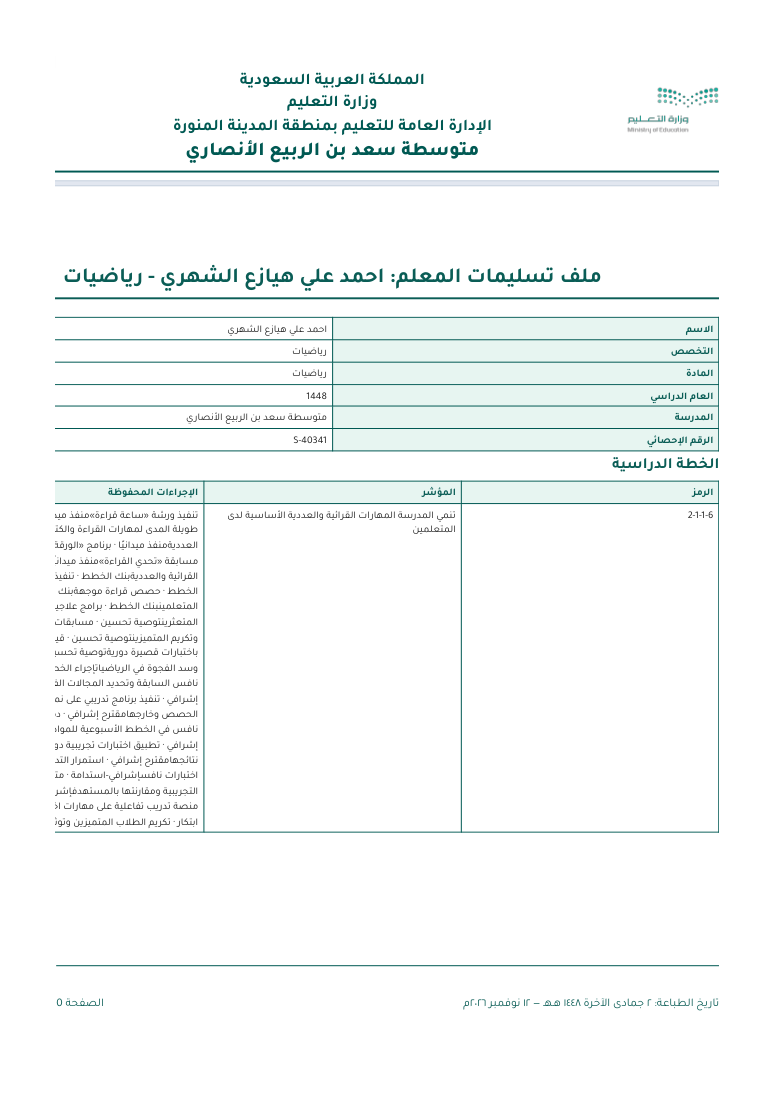 المملكة العربية السعودية
وزارة التعليم
الإدارة العامة للتعليم بمنطقة المدينة المنورة
متوسطة سعد بن الربيع الأنصاري
وزارة التعـليم
Ministry of Education
ملف تسليمات المعلم: احمد علي هيازع الشهري - رياضيات
الاسم احمد علي هيازع الشهري
التخصص رياضيات
المادة رياضيات
العام الدراسي 1448
المدرسة متوسطة سعد بن الربيع الأنصاري
الرقم الإحصائي S-40341
الخطة الدراسية
الرمز المؤشر الإجراءات المحفوظة
2-1-1-6
تنمي المدرسة المهارات القرائية والعددية الأساسية لدى
المتعلمين
تنفيذ ورشة «ساعة قراءة»منفذ
طويلة المدى لمهارات القراءة
العدديةمنفذ ميدانيًا · برنامج «الورقة
مسابقة «تحدي القراءة»منفذ
القرائية والعدديةبنك الخطط · تنفيذ
الخطط · حصص قراءة موجهةبنك
المتعلمينبنك الخطط · برامج
المتعثرينتوصية تحسين · مسابقات
وتكريم المتميزينتوصية تحسين ·
باختبارات قصيرة دوريةتوصية
وسد الفجوة في الرياضياتإجراء
نافس السابقة وتحديد المجالات
إشرافي · تنفيذ برنامج تدريبي على
الحصص وخارجهامقترح إشرافي ·
نافس في الخطط الأسبوعية
إشرافي · تطبيق اختبارات تجريبية
نتائجهامقترح إشرافي · استمرار
اختبارات نافسإشرافي-استدامة ·
التجريبية ومقارنتها
منصة تدريب تفاعلية على مهارات
ابتكار · تكريم الطلاب المتميزين
تاريخ الطباعة: ٢ جمادى الآخرة ١٤٤٨ هـهـ – ١٢ نوفمبر ٢٠٢٦م
الصفحة 0